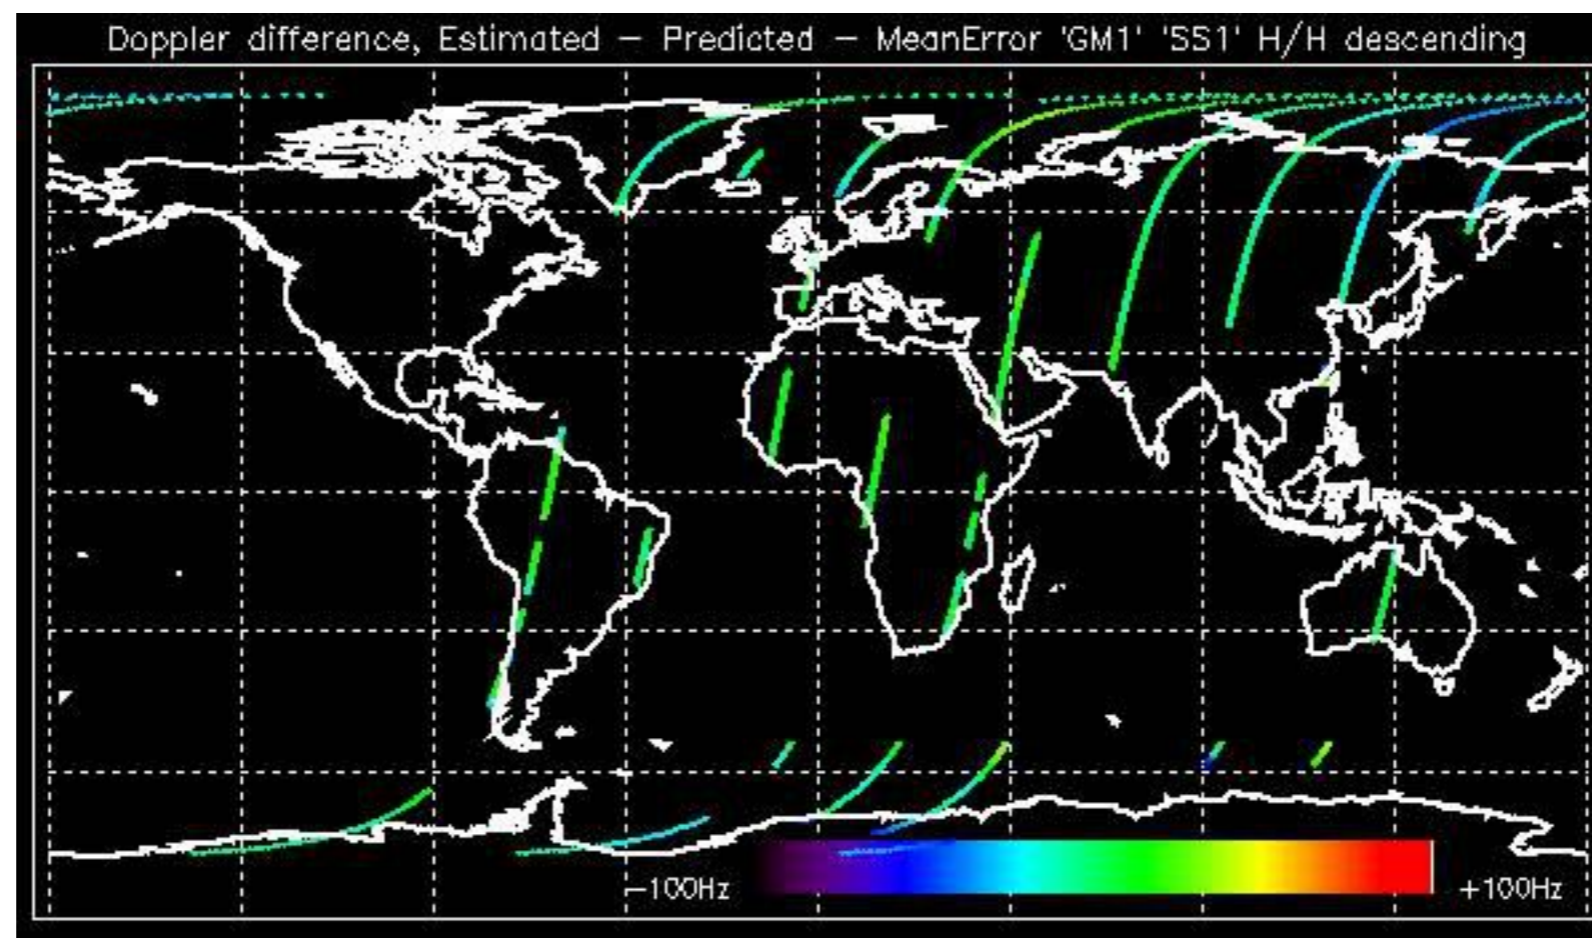 Doppler difference, Estimated — Predicted — MeanError 'GM1' 'SS1' H/H descending
—100Hz
+100Hz